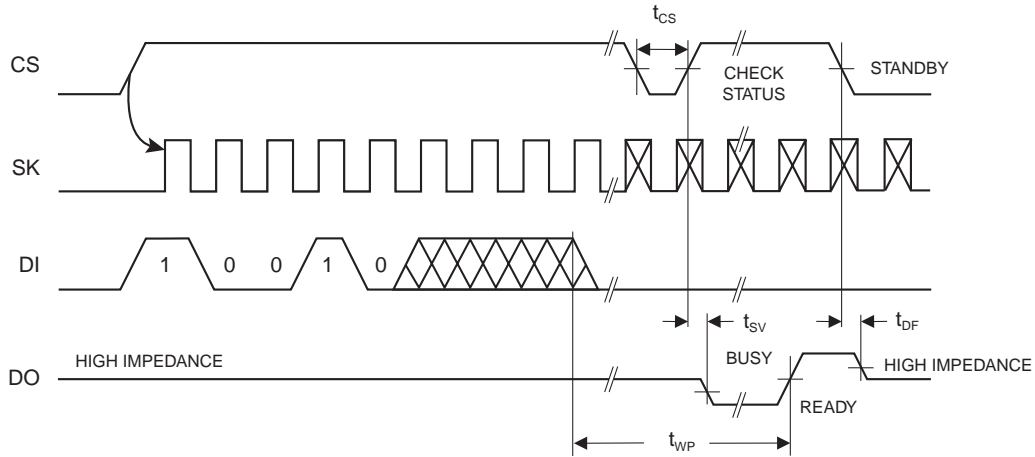 tCS
CS
CHECK
STATUS
STANDBY
SK
DI
1 0 0 1 0
tSV
tDF
HIGH IMPEDANCE
BUSY
HIGH IMPEDANCE
DO
READY
tWP